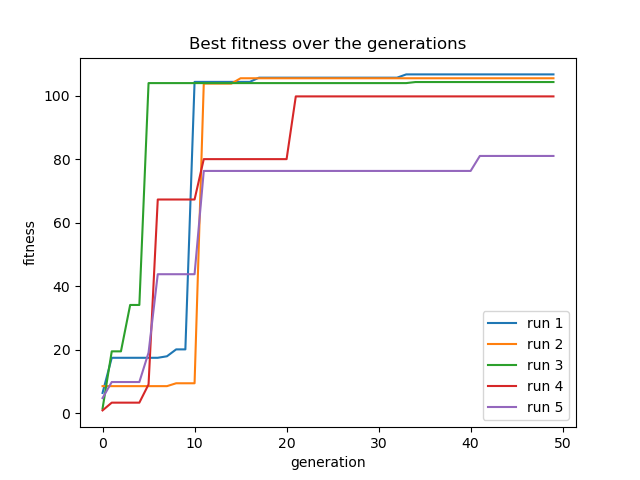 Best fitness over the generations
fitness
100
80
60
40
20
0
0 10 20 30 40 50
generation
run 1
run 2
run 3
run 4
run 5